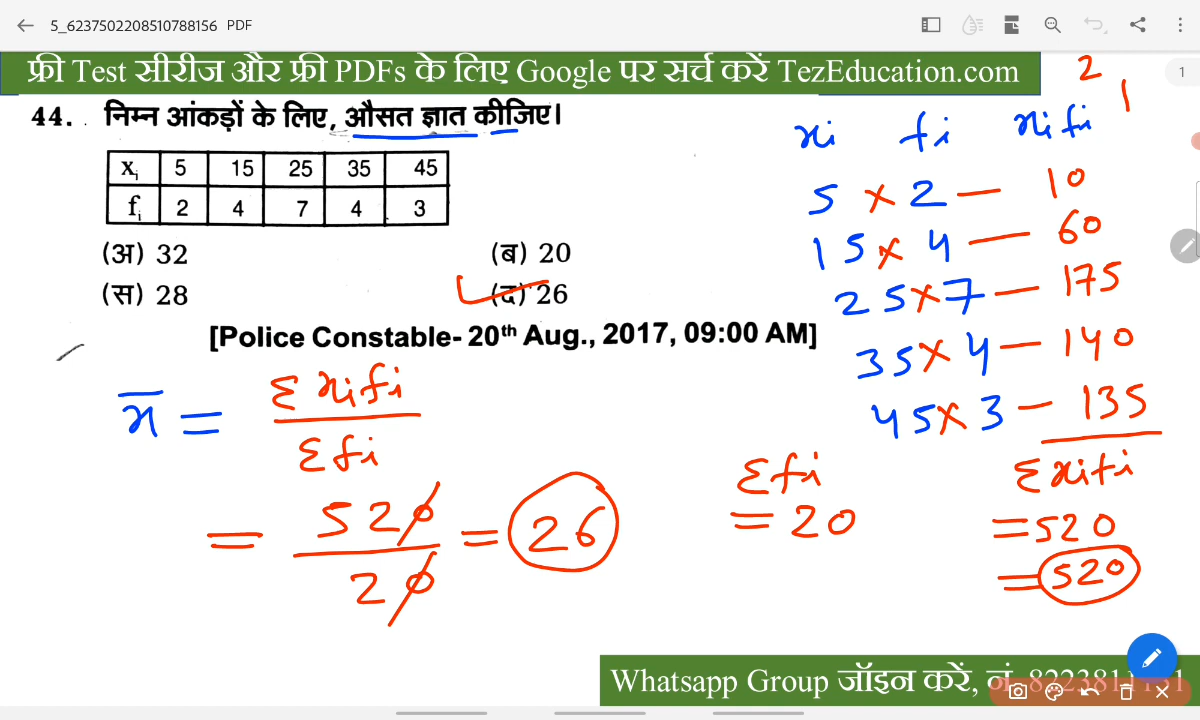 5_6237502208510788156 PDF
फ्री Test सीरीज और फ्री PDFs के लिए Google पर सर्च करें TezEducation.com
1
2
1
44. निम्न आंकड़ों के लिए, औसत ज्ञात कीजिए।
xᵢ 5 15 25 35 45
fᵢ 2 4 7 4 3
(अ) 32 (ब) 20
(स) 28 (द) 26
[Police Constable- 20th Aug., 2017, 09:00 AM]
xi fi xifi
5 × 2 — 10
15 × 4 — 60
25 × 7 — 175
35 × 4 — 140
45 × 3 — 135
x̄ = Σxifi / Σfi
= 520 / 20 = 26
Σfi
= 20
Σxifi
= 520
= 520
Whatsapp Group जॉइन करें, नं.